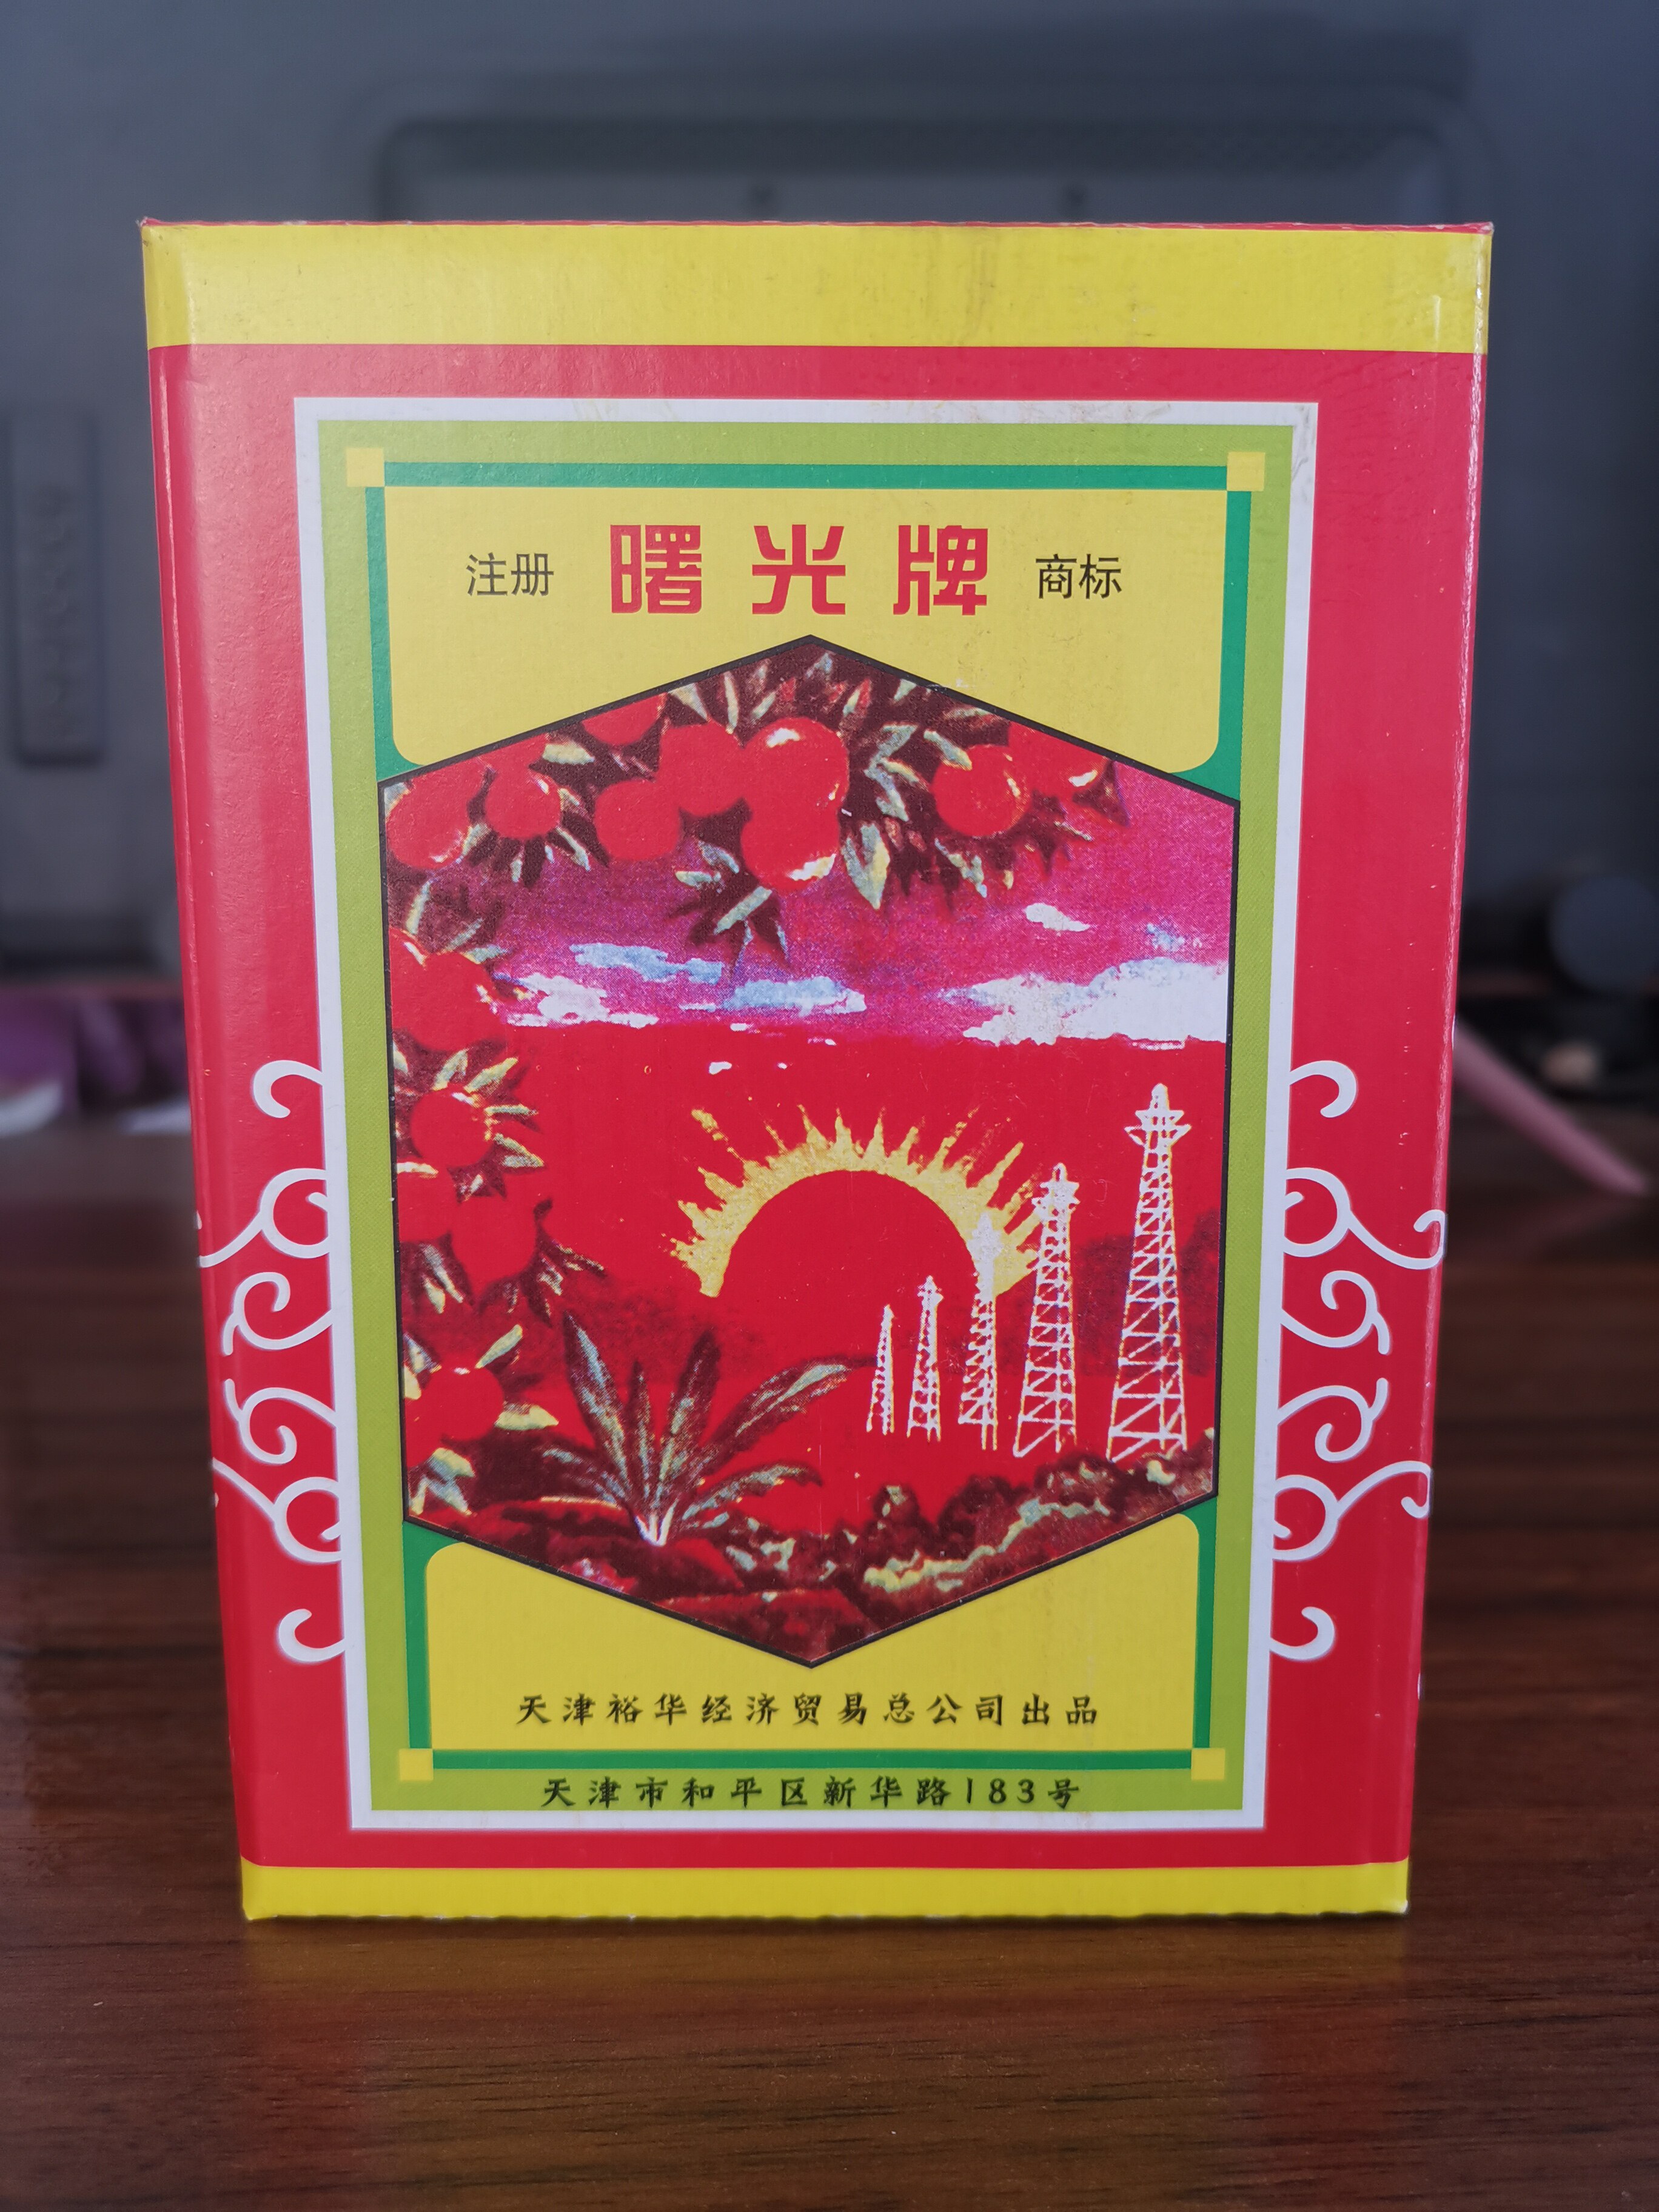 注册 曙光牌 商标
天津裕华经济贸易总公司出品
天津市和平区新华路183号